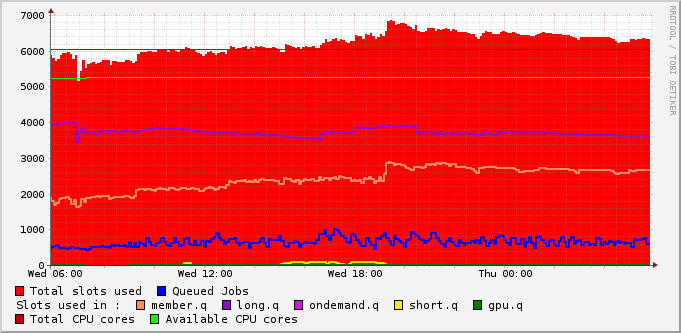 7000
6000
5000
4000
3000
2000
1000
0
Wed 06:00 Wed 12:00 Wed 18:00 Thu 00:00
Total slots used Queued Jobs
Slots used in : member.q long.q ondemand.q short.q gpu.q
Total CPU cores Available CPU cores
RRDTOOL / TOBI OETIKER